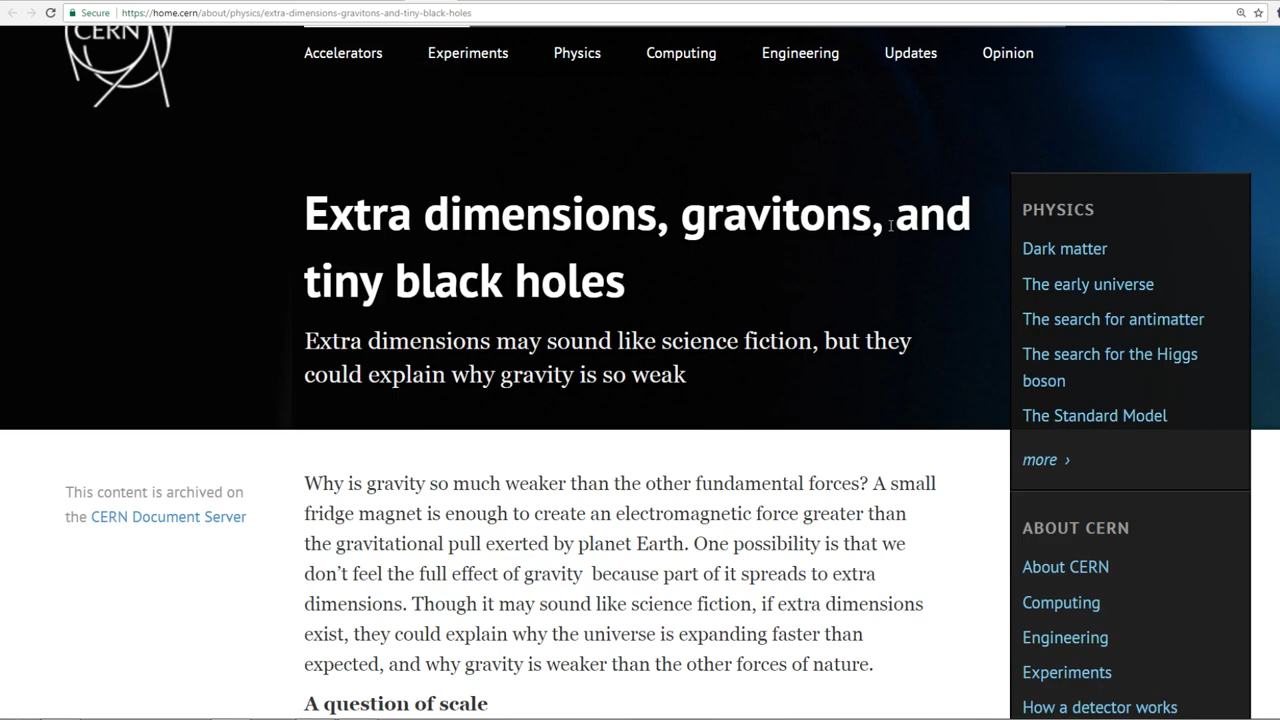 Secure
https://home.cern/about/physics/extra-dimensions-gravitons-and-tiny-black-holes
CERN
Accelerators
Experiments
Physics
Computing
Engineering
Updates
Opinion
Extra dimensions, gravitons, and
tiny black holes
Extra dimensions may sound like science fiction, but they
could explain why gravity is so weak
This content is archived on
the CERN Document Server
Why is gravity so much weaker than the other fundamental forces? A small
fridge magnet is enough to create an electromagnetic force greater than
the gravitational pull exerted by planet Earth. One possibility is that we
don’t feel the full effect of gravity because part of it spreads to extra
dimensions. Though it may sound like science fiction, if extra dimensions
exist, they could explain why the universe is expanding faster than
expected, and why gravity is weaker than the other forces of nature.
A question of scale
PHYSICS
Dark matter
The early universe
The search for antimatter
The search for the Higgs
boson
The Standard Model
more ›
ABOUT CERN
About CERN
Computing
Engineering
Experiments
How a detector works